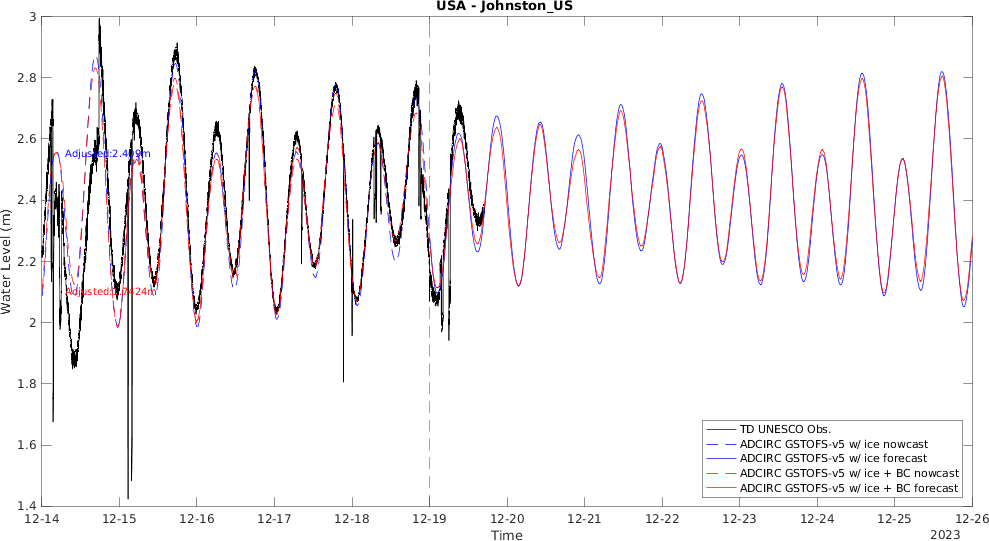 USA - Johnston_US
3
2.8
2.6
2.4
2.2
2
1.8
1.6
1.4
Water Level (m)
Adjusted:2.409m
TD UNESCO Obs.
ADCIRC GSTOFS-v5 w/ ice nowcast
ADCIRC GSTOFS-v5 w/ ice forecast
ADCIRC GSTOFS-v5 w/ ice + BC nowcast
ADCIRC GSTOFS-v5 w/ ice + BC forecast
12-14 12-15 12-16 12-17 12-18 12-19 12-20 12-21 12-22 12-23 12-24 12-25 12-26
Time
2023